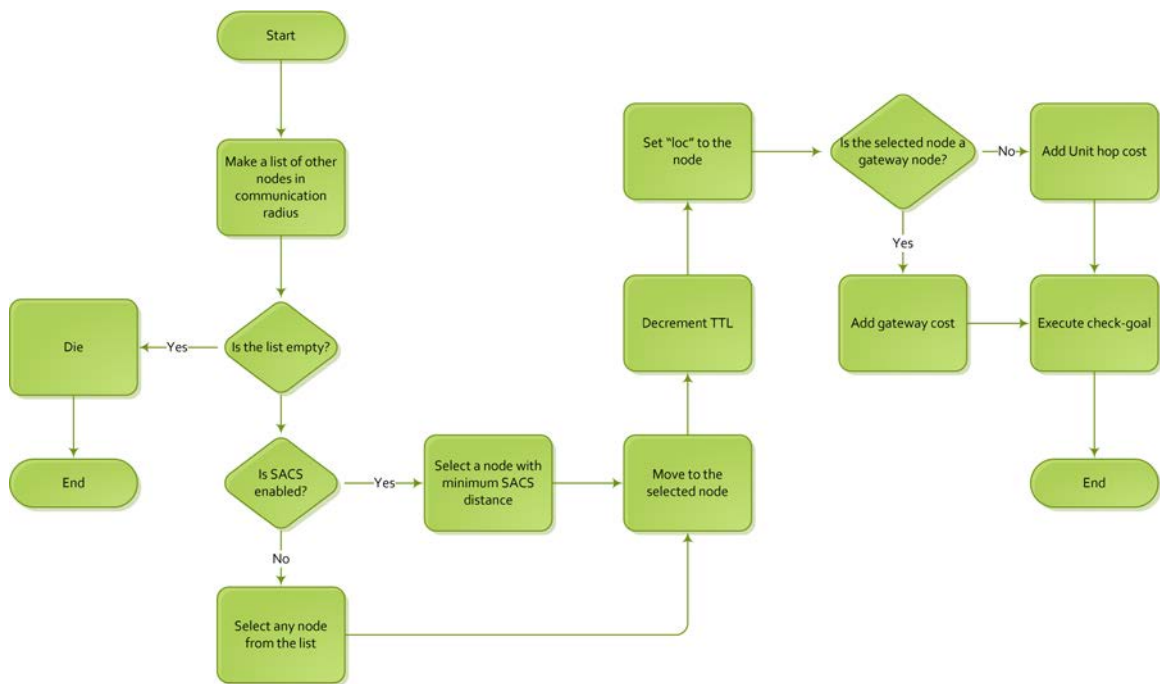 Start
Make a list of other
nodes in
communication
radius
Is the list empty?
Yes
Die
End
Is SACS
enabled?
Yes
Select a node with
minimum SACS
distance
No
Select any node
from the list
Move to the
selected node
Decrement TTL
Set "loc" to the
node
Is the selected node a
gateway node?
No
Add Unit hop cost
Yes
Add gateway cost
Execute check-goal
End